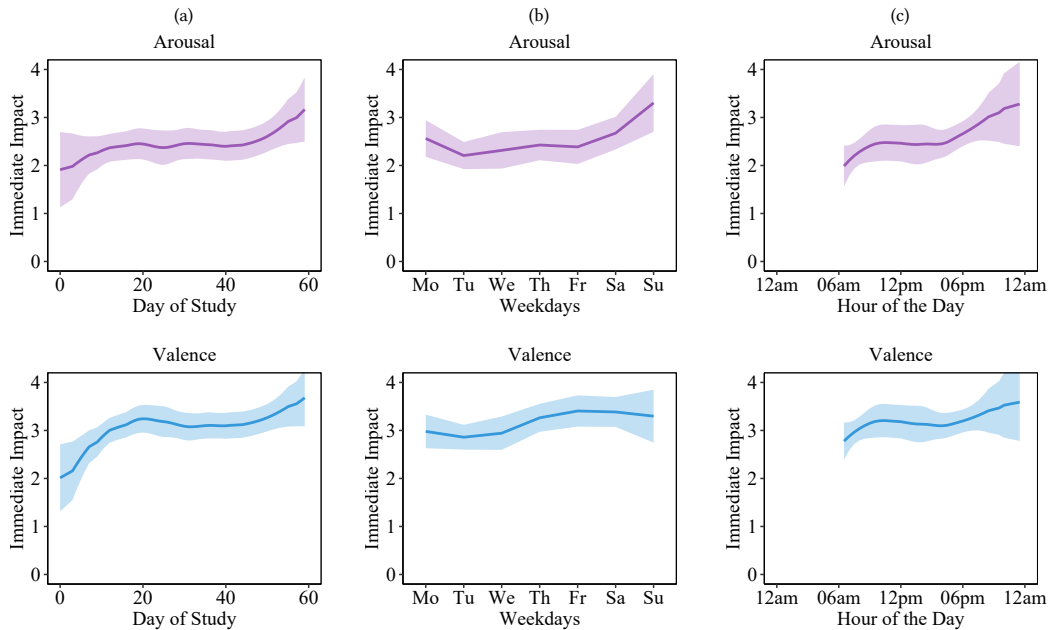 (a)
Arousal
Immediate Impact
4
3
2
1
0
0 20 40 60
Day of Study
(b)
Arousal
Immediate Impact
4
3
2
1
0
Mo Tu We Th Fr Sa Su
Weekdays
(c)
Arousal
Immediate Impact
4
3
2
1
0
12am 06am 12pm 06pm 12am
Hour of the Day
Valence
Immediate Impact
4
3
2
1
0
0 20 40 60
Day of Study
Valence
Immediate Impact
4
3
2
1
0
Mo Tu We Th Fr Sa Su
Weekdays
Valence
Immediate Impact
4
3
2
1
0
12am 06am 12pm 06pm 12am
Hour of the Day